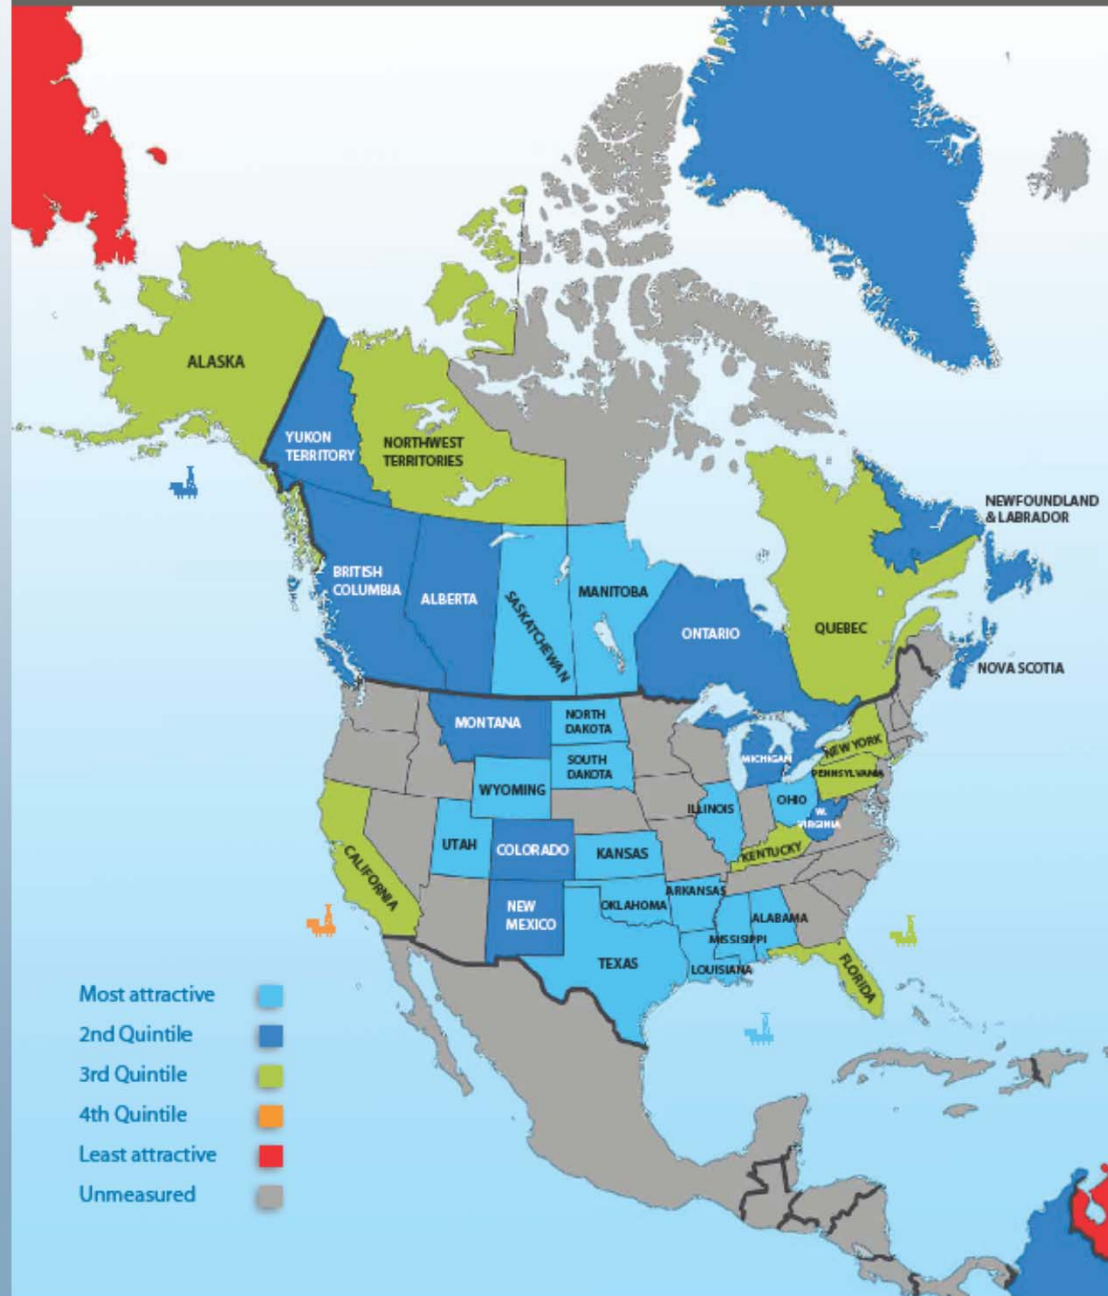 ALASKA
YUKON
TERRITORY
NORTHWEST
TERRITORIES
NEWFOUNDLAND
& LABRADOR
BRITISH
COLUMBIA
ALBERTA
SASKATCHEWAN
MANITOBA
ONTARIO
QUEBEC
NOVA SCOTIA
MONTANA
NORTH
DAKOTA
SOUTH
DAKOTA
MICHIGAN
NEW YORK
PENNSYLVANIA
WYOMING
ILLINOIS
OHIO
W.
VIRGINIA
UTAH
COLORADO
KANSAS
KENTUCKY
CALIFORNIA
NEW
MEXICO
OKLAHOMA
ARKANSAS
ALABAMA
MISSISIPPI
TEXAS
LOUISIANA
FLORIDA
Most attractive
2nd Quintile
3rd Quintile
4th Quintile
Least attractive
Unmeasured